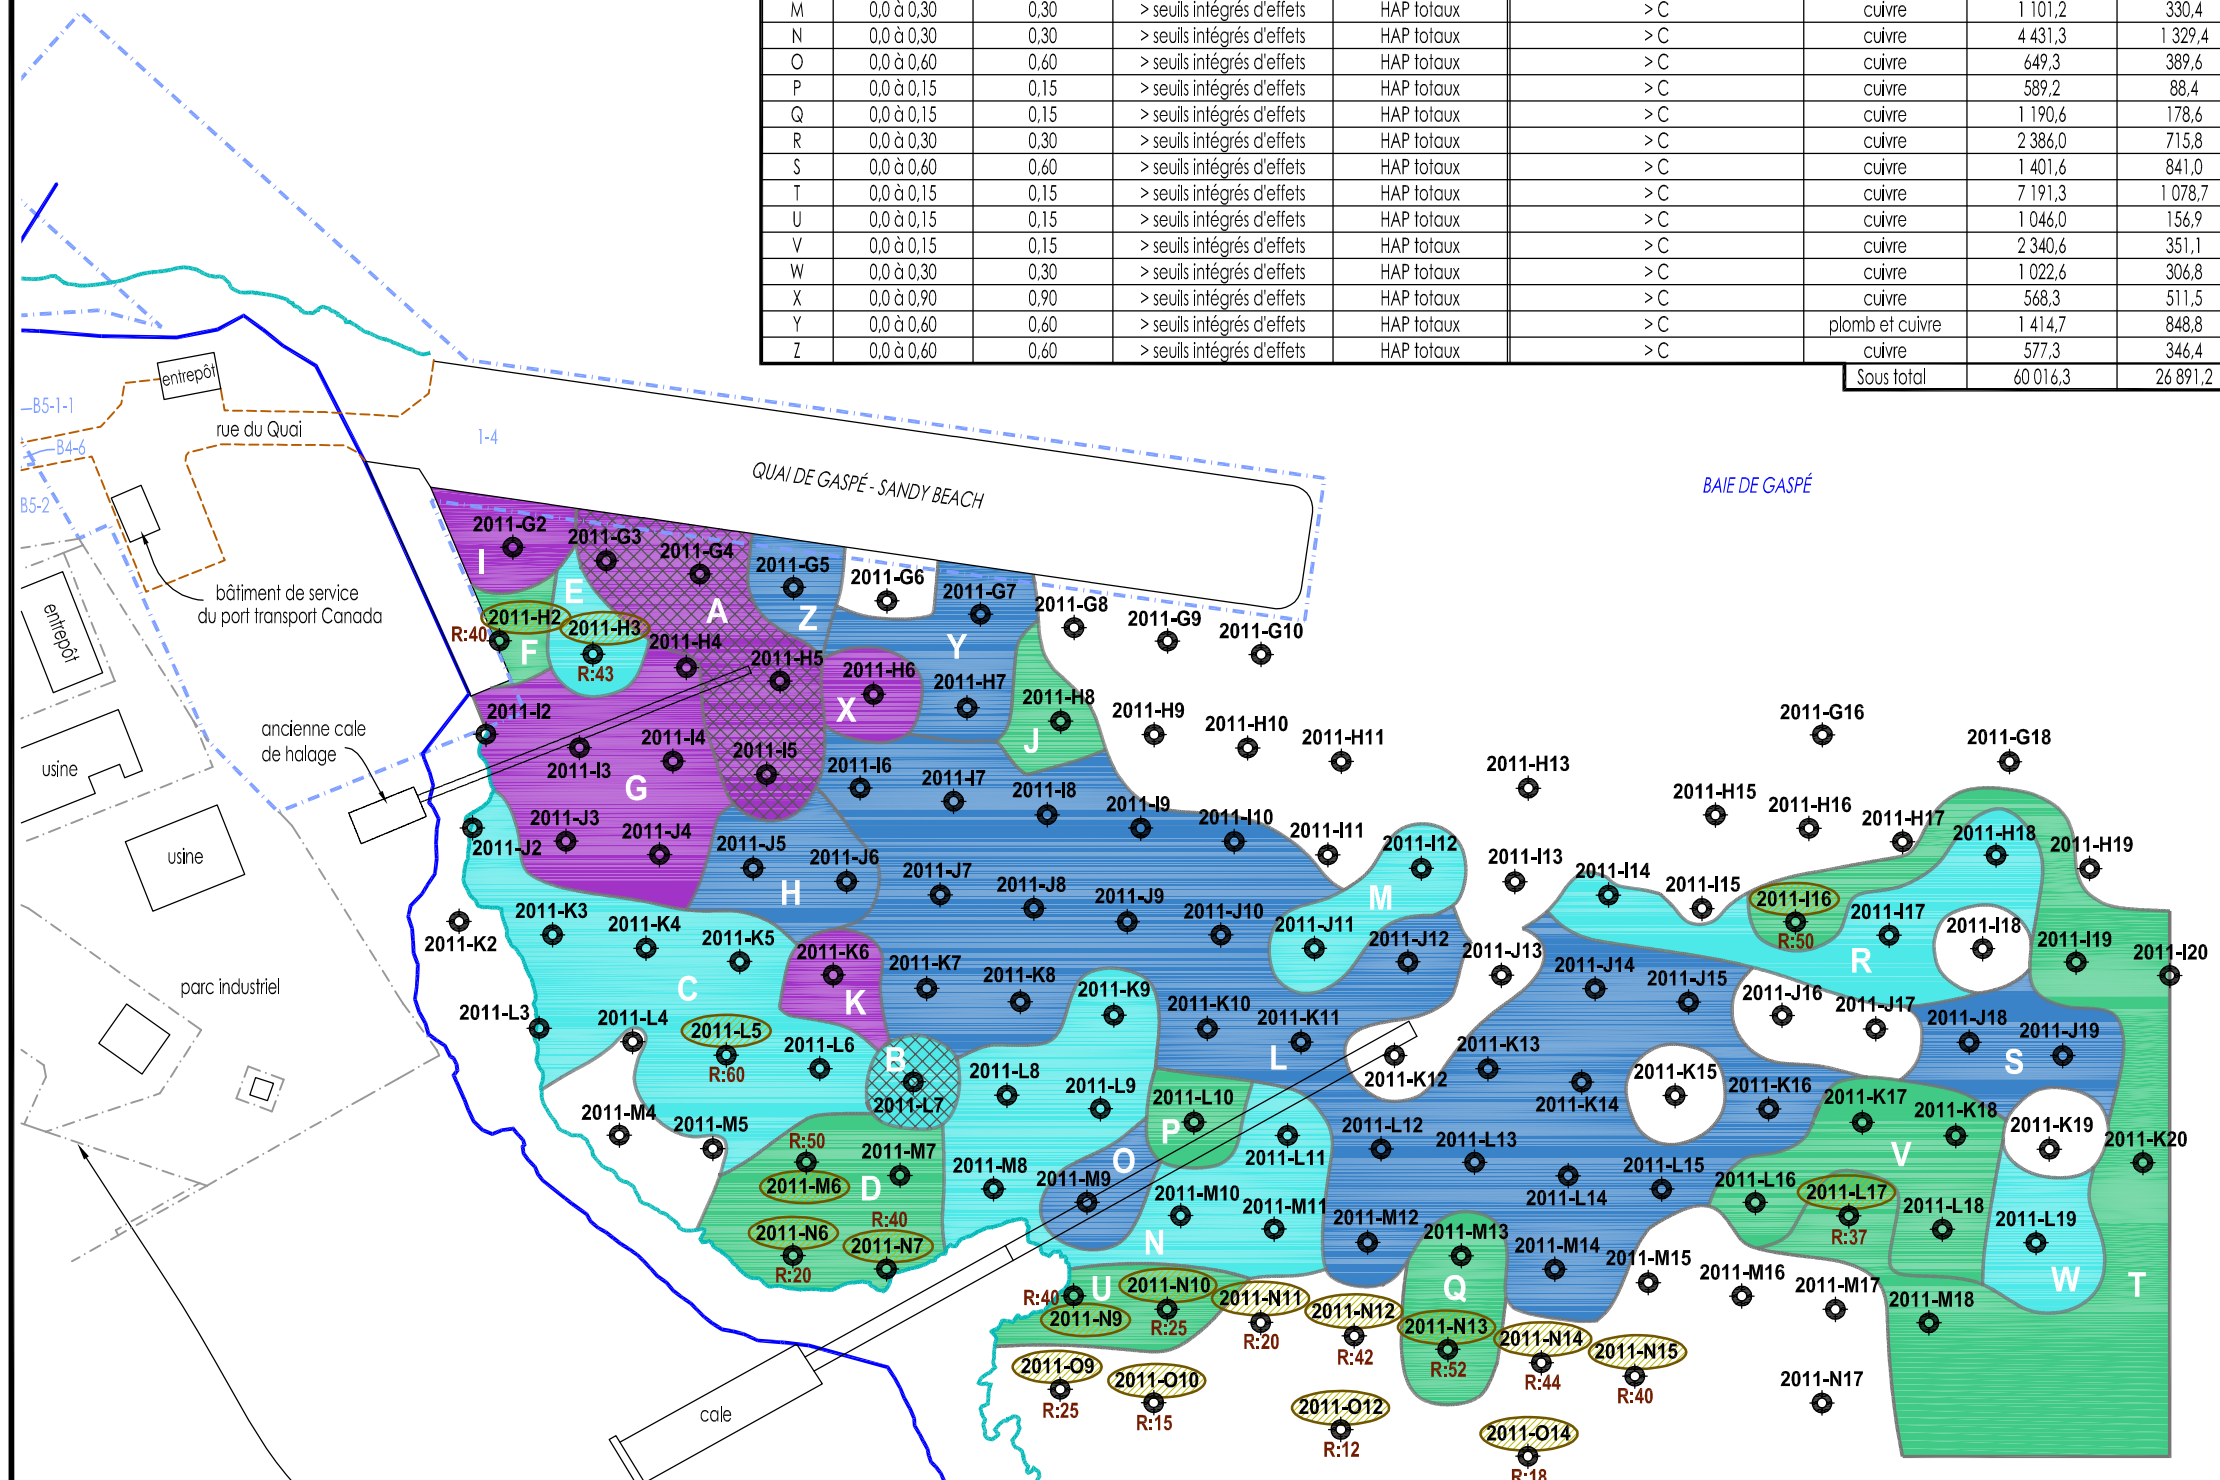 M 0,0 à 0,30 0,30 > seuils intégrés d'effets HAP totaux > C cuivre 1 101,2 330,4
N 0,0 à 0,30 0,30 > seuils intégrés d'effets HAP totaux > C cuivre 4 431,3 1 329,4
O 0,0 à 0,60 0,60 > seuils intégrés d'effets HAP totaux > C cuivre 649,3 389,6
P 0,0 à 0,15 0,15 > seuils intégrés d'effets HAP totaux > C cuivre 589,2 88,4
Q 0,0 à 0,15 0,15 > seuils intégrés d'effets HAP totaux > C cuivre 1 190,6 178,6
R 0,0 à 0,30 0,30 > seuils intégrés d'effets HAP totaux > C cuivre 2 386,0 715,8
S 0,0 à 0,60 0,60 > seuils intégrés d'effets HAP totaux > C cuivre 1 401,6 841,0
T 0,0 à 0,15 0,15 > seuils intégrés d'effets HAP totaux > C cuivre 7 191,3 1 078,7
U 0,0 à 0,15 0,15 > seuils intégrés d'effets HAP totaux > C cuivre 1 046,0 156,9
V 0,0 à 0,15 0,15 > seuils intégrés d'effets HAP totaux > C cuivre 2 340,6 351,1
W 0,0 à 0,30 0,30 > seuils intégrés d'effets HAP totaux > C cuivre 1 022,6 306,8
X 0,0 à 0,90 0,90 > seuils intégrés d'effets HAP totaux > C cuivre 568,3 511,5
Y 0,0 à 0,60 0,60 > seuils intégrés d'effets HAP totaux > C plomb et cuivre 1 414,7 848,8
Z 0,0 à 0,60 0,60 > seuils intégrés d'effets HAP totaux > C cuivre 577,3 346,4
Sous total 60 016,3 26 891,2
entrepôt
B5-1-1
rue du Quai
B4-6
1-4
B5-2
QUAI DE GASPÉ - SANDY BEACH
BAIE DE GASPÉ
bâtiment de service
du port transport Canada
entrepôt
ancienne cale
de halage
usine
usine
parc industriel
cale
2011-G2
2011-G3
2011-G4
2011-G5
2011-G6
2011-G7
2011-G8
2011-G9
2011-G10
2011-G16
2011-G18
I
E
A
Z
Y
2011-H2
R:40
F
2011-H3
R:43
2011-H4
2011-H5
2011-H6
X
2011-H7
2011-H8
J
2011-H9
2011-H10
2011-H11
2011-H13
2011-H15
2011-H16
2011-H17
2011-H18
2011-H19
2011-I2
2011-I3
2011-I4
G
2011-I5
2011-I6
2011-I7
2011-I8
2011-I9
2011-I10
2011-I11
2011-I12
M
2011-I13
2011-I14
2011-I15
2011-I16
R:50
2011-I17
R
2011-I18
2011-I19
2011-I20
2011-J2
2011-J3
2011-J4
2011-J5
H
2011-J6
2011-J7
2011-J8
2011-J9
2011-J10
2011-J11
2011-J12
2011-J13
2011-J14
2011-J15
2011-J16
2011-J17
2011-J18
2011-J19
S
2011-K2
2011-K3
2011-K4
C
2011-K5
2011-K6
K
2011-K7
2011-K8
2011-K9
2011-K10
2011-K11
L
2011-K12
2011-K13
2011-K14
2011-K15
2011-K16
2011-K17
2011-K18
V
2011-K19
2011-K20
2011-L3
2011-L4
2011-L5
R:60
2011-L6
B
2011-L7
2011-L8
2011-L9
2011-L10
P
2011-L11
2011-L12
2011-L13
2011-L14
2011-L15
2011-L16
2011-L17
R:37
2011-L18
2011-L19
W
T
2011-M4
2011-M5
R:50
2011-M6
2011-M7
D
2011-M8
2011-M9
O
2011-M10
N
2011-M11
2011-M12
2011-M13
Q
2011-M14
2011-M15
2011-M16
2011-M17
2011-M18
2011-N6
R:20
R:40
2011-N7
R:40
U
2011-N9
2011-N10
R:25
2011-N11
R:20
2011-N12
R:42
2011-N13
R:52
2011-N14
R:44
2011-N15
R:40
2011-N17
2011-O9
R:25
2011-O10
R:15
2011-O12
R:12
2011-O14
R:18